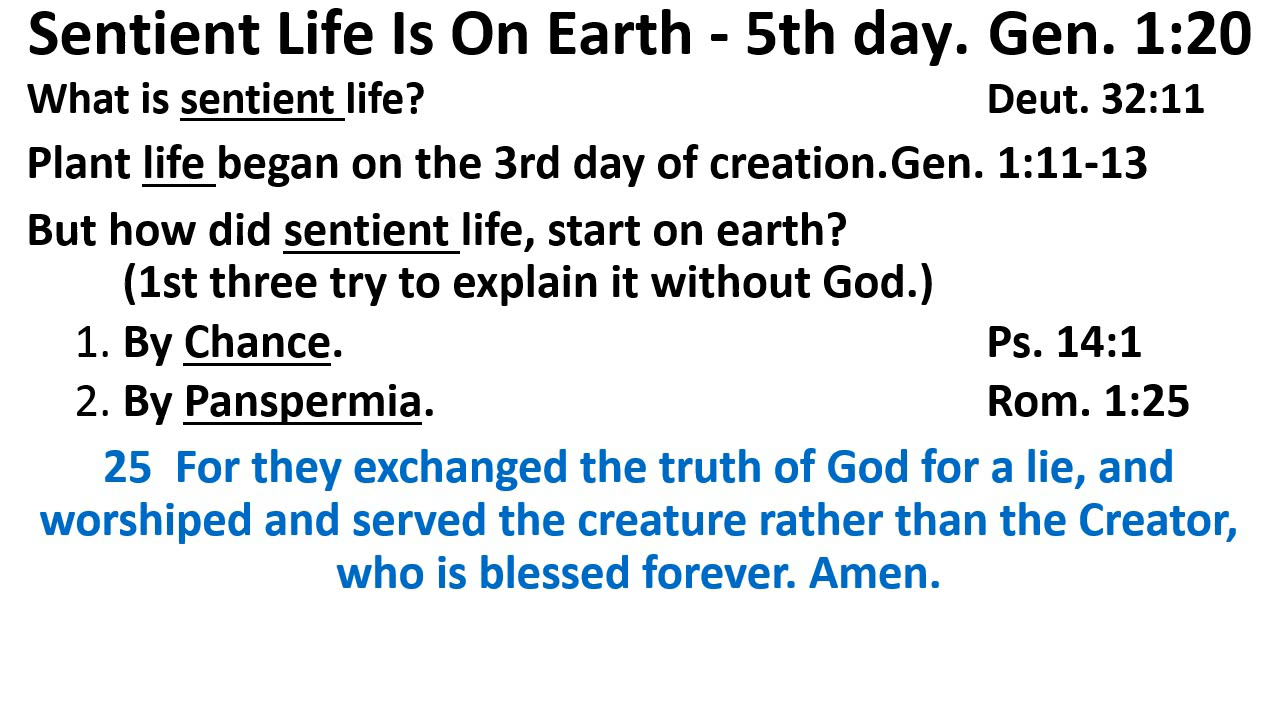 Sentient Life Is On Earth - 5th day. Gen. 1:20
What is sentient life? Deut. 32:11
Plant life began on the 3rd day of creation.Gen. 1:11-13
But how did sentient life, start on earth?
(1st three try to explain it without God.)
1. By Chance. Ps. 14:1
2. By Panspermia. Rom. 1:25
25 For they exchanged the truth of God for a lie, and
worshiped and served the creature rather than the Creator,
who is blessed forever. Amen.